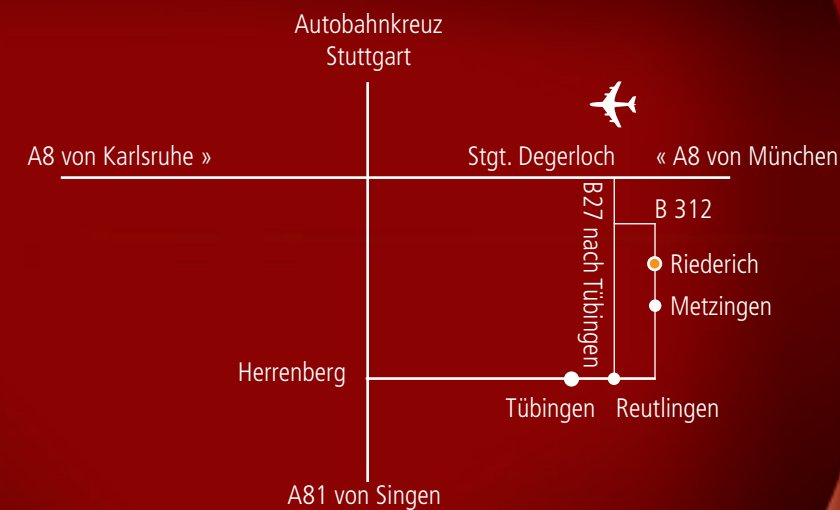 Autobahnkreuz
Stuttgart
A8 von Karlsruhe »
Stgt. Degerloch
« A8 von München
B27 nach Tübingen
B 312
Riederich
Metzingen
Herrenberg
Tübingen
Reutlingen
A81 von Singen